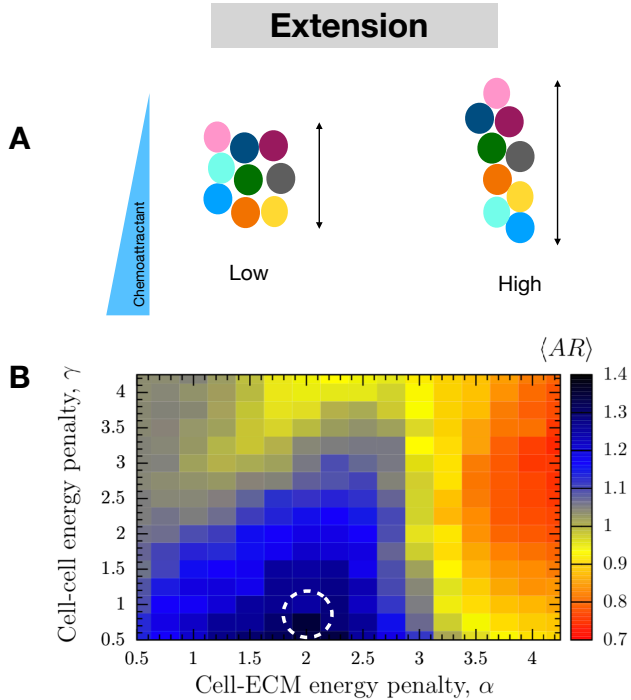 Extension
A
Chemoattractant
Low
High
B
⟨AR⟩
Cell-cell energy penalty, γ
4
3.5
3
2.5
2
1.5
1
0.5
0.5
1
1.5
2
2.5
3
3.5
4
Cell-ECM energy penalty, α
1.4
1.3
1.2
1.1
1
0.9
0.8
0.7